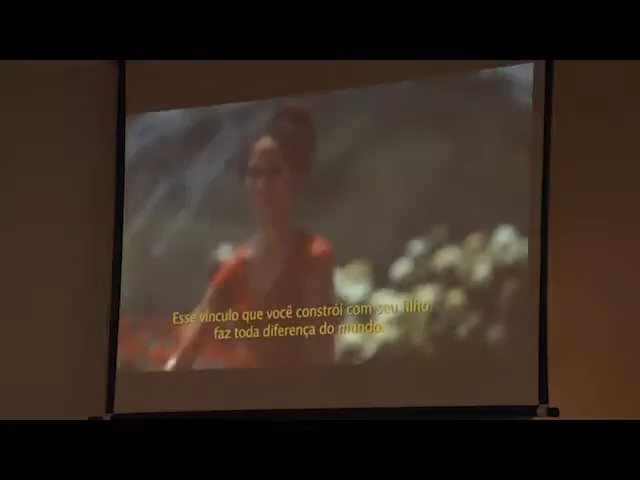 Esse vínculo que você constrói com seu filho
faz toda diferença do mundo.